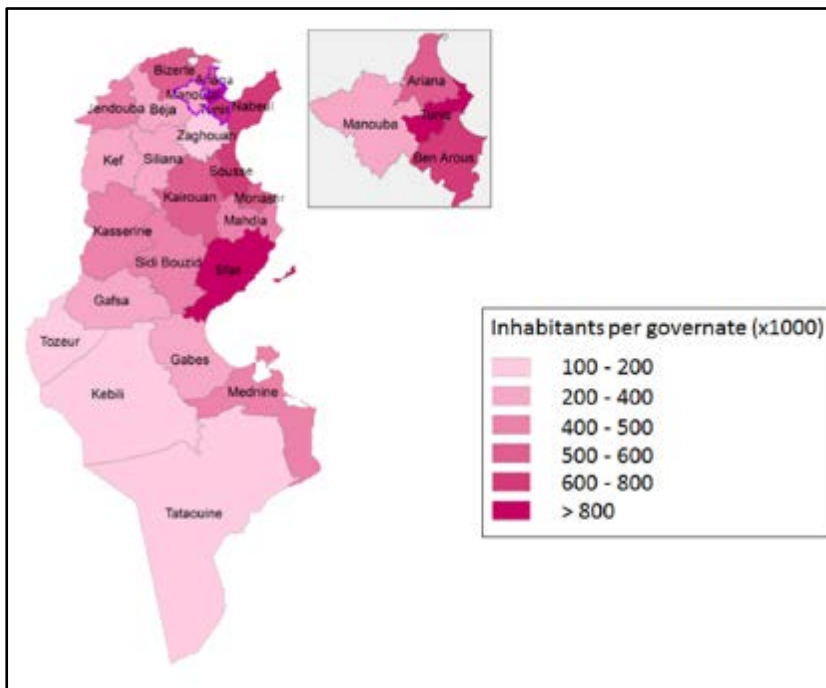 Bizerte
Ariana
Manouba
Tunis
Nabeul
Jendouba
Beja
Zaghouan
Kef
Siliana
Sousse
Kairouan
Monastir
Mahdia
Kasserine
Sidi Bouzid
Sfax
Gafsa
Tozeur
Gabes
Kebili
Mednine
Tataouine
Ariana
Manouba
Tunis
Ben Arous
Inhabitants per governate (x1000)
100 - 200
200 - 400
400 - 500
500 - 600
600 - 800
> 800